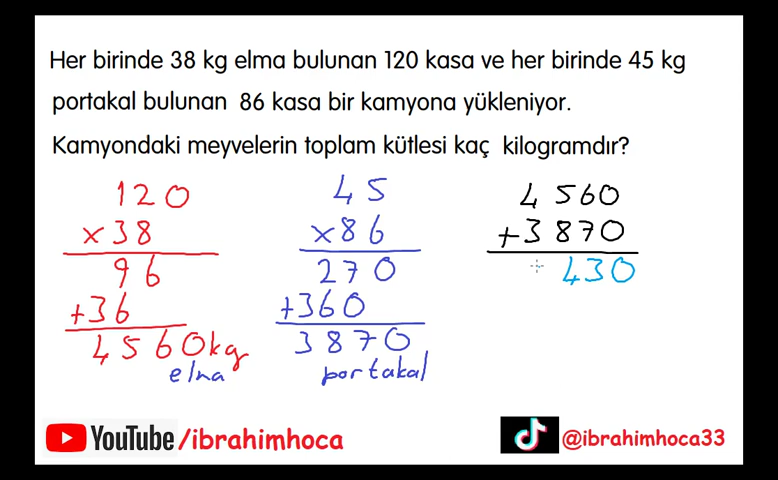 Her birinde 38 kg elma bulunan 120 kasa ve her birinde 45 kg
portakal bulunan 86 kasa bir kamyona yükleniyor.
Kamyondaki meyvelerin toplam kütlesi kaç kilogramdır?
120
x38
96
+36
4560kg
elma
45
x86
270
+360
3870
portakal
4560
+3870
430
YouTube/ibrahimhoca
@ibrahimhoca33